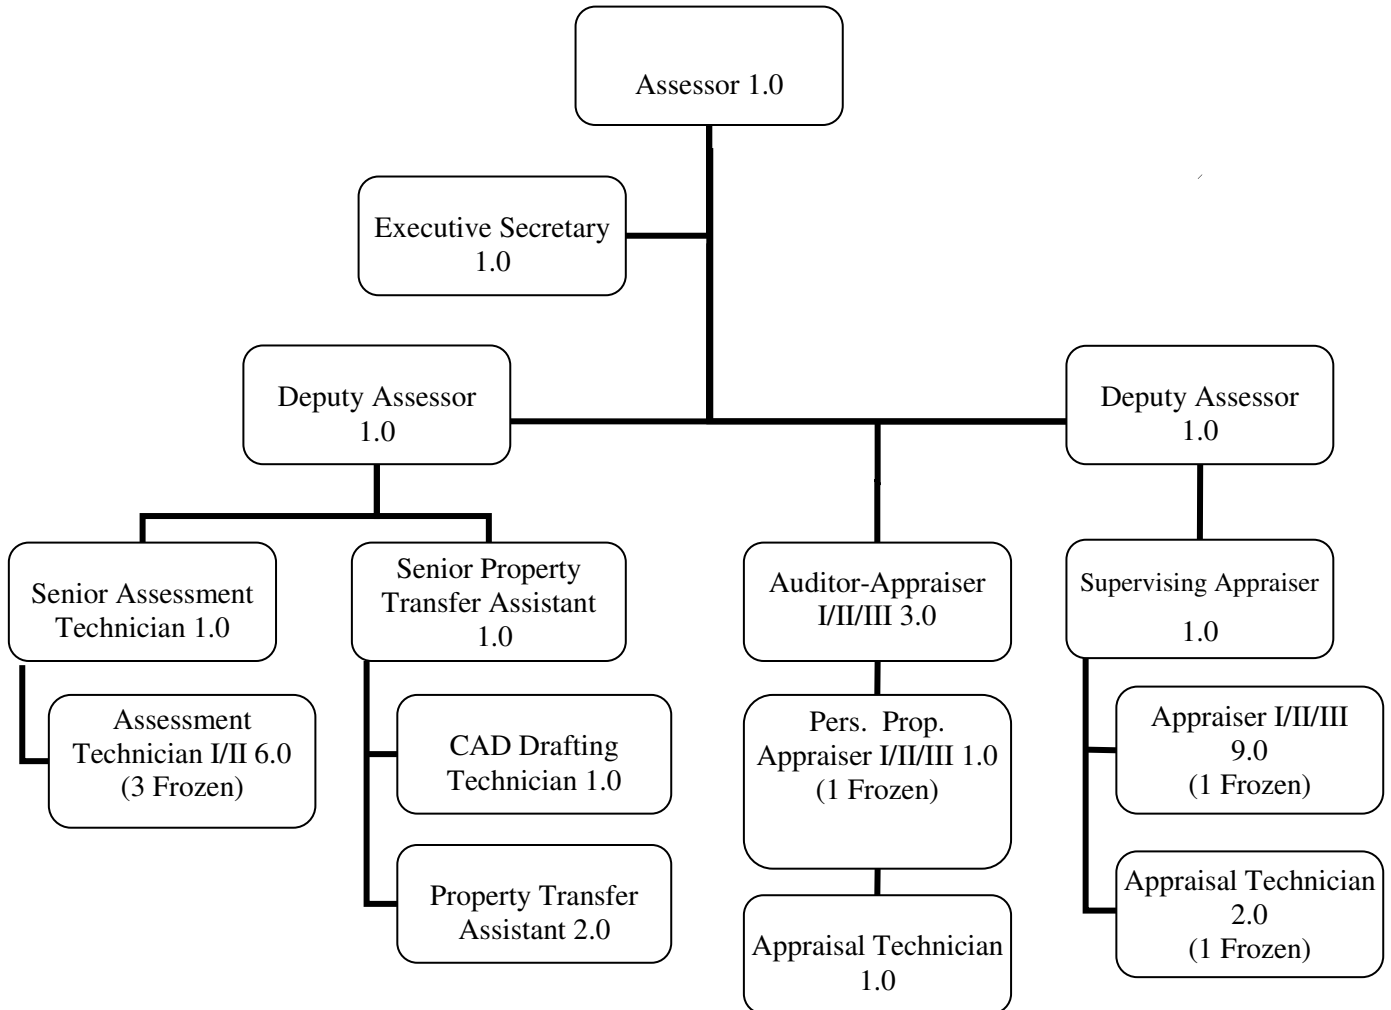 Assessor 1.0
Executive Secretary
1.0
Deputy Assessor
1.0
Deputy Assessor
1.0
Senior Assessment
Technician 1.0
Senior Property
Transfer Assistant
1.0
Auditor-Appraiser
I/II/III 3.0
Supervising Appraiser
1.0
Assessment
Technician I/II 6.0
(3 Frozen)
CAD Drafting
Technician 1.0
Pers. Prop.
Appraiser I/II/III 1.0
(1 Frozen)
Appraiser I/II/III
9.0
(1 Frozen)
Property Transfer
Assistant 2.0
Appraisal Technician
1.0
Appraisal Technician
2.0
(1 Frozen)